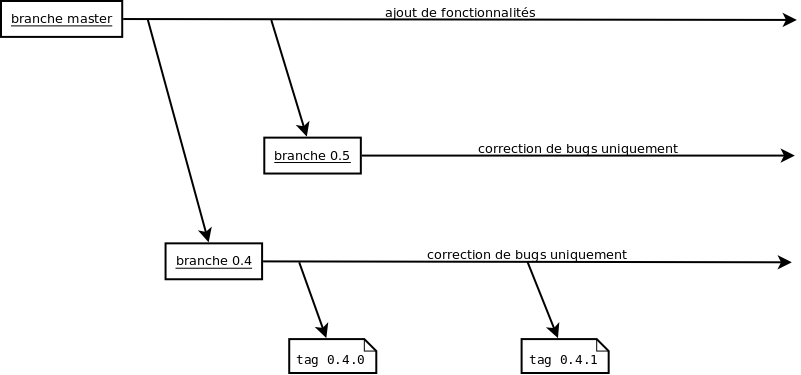 branche master
ajout de fonctionnalités
branche 0.5
correction de bugs uniquement
branche 0.4
correction de bugs uniquement
tag 0.4.0
tag 0.4.1